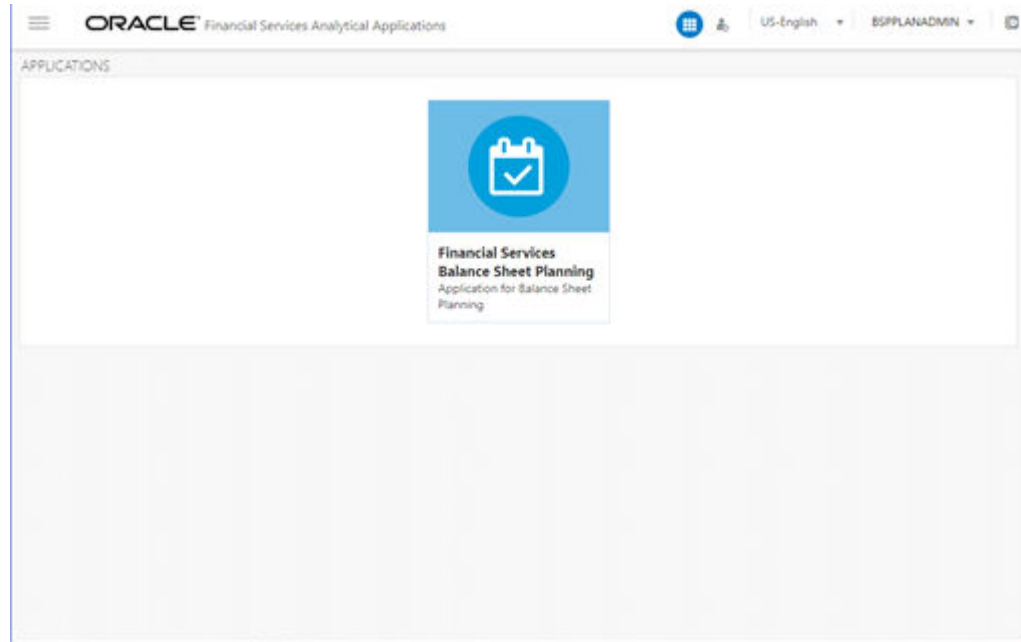 ORACLE® Financial Services Analytical Applications US-English BSPPLANADMIN
APPLICATIONS
Financial Services
Balance Sheet Planning
Application for Balance Sheet
Planning